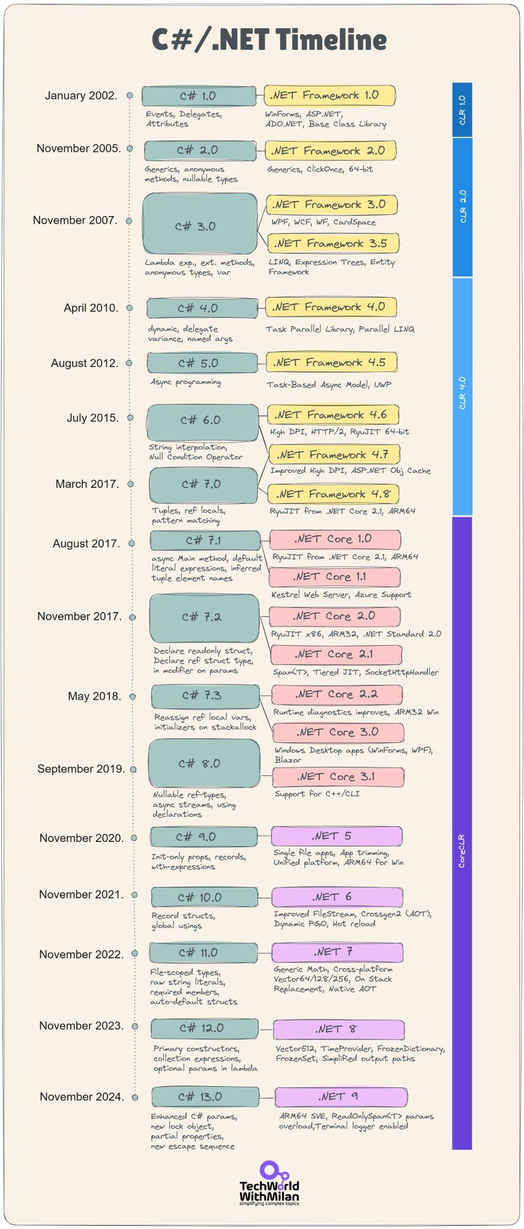 C#/.NET Timeline
January 2002.
C# 1.0
.NET Framework 1.0
Events, Delegates,
Attributes
WinForms, ASP.NET,
ADO.NET, Base Class Library
CLR 1.0
November 2005.
C# 2.0
.NET Framework 2.0
Generics, anonymous
methods, nullable types
Generics, ClickOnce, 64-bit
CLR 2.0
November 2007.
C# 3.0
.NET Framework 3.0
WPF, WCF, WF, CardSpace
.NET Framework 3.5
Lambda exp., ext. methods,
anonymous types, var
LINQ, Expression Trees, Entity
Framework
April 2010.
C# 4.0
.NET Framework 4.0
dynamic, delegate
variance, named args
Task Parallel Library, Parallel LINQ
August 2012.
C# 5.0
.NET Framework 4.5
Async programming
Task-Based Async Model, UWP
CLR 4.0
July 2015.
C# 6.0
.NET Framework 4.6
High DPI, HTTP/2, RyuJIT 64-bit
String interpolation,
Null Condition Operator
.NET Framework 4.7
Improved High DPI, ASP.NET Obj Cache
March 2017.
C# 7.0
.NET Framework 4.8
Tuples, ref locals,
pattern matching
RyuJIT from .NET Core 2.1, ARM64
August 2017.
C# 7.1
.NET Core 1.0
async Main method, default
literal expressions, inferred
tuple element names
RyuJIT from .NET Core 2.1, ARM64
.NET Core 1.1
Kestrel Web Server, Azure Support
November 2017.
C# 7.2
.NET Core 2.0
RyuJIT x86, ARM32, .NET Standard 2.0
.NET Core 2.1
Declare readonly struct,
Declare ref struct type,
in modifier on params
Span<T>, Tiered JIT, SocketHttpHandler
May 2018.
C# 7.3
.NET Core 2.2
Reassign ref local vars,
initializers on stackallock
Runtime diagnostics improves, ARM32 Win
.NET Core 3.0
Windows Desktop apps (WinForms, WPF),
Blazor
September 2019.
C# 8.0
.NET Core 3.1
Nullable ref-types,
async streams, using
declarations
Support for C++/CLI
November 2020.
C# 9.0
.NET 5
Init-only props, records,
with-expressions
Single file apps, App trimming,
Unified platform, ARM64 for Win
CoreCLR
November 2021.
C# 10.0
.NET 6
Record structs,
global usings
Improved FileStream, Crossgen2 (AOT),
Dynamic PGO, Hot reload
November 2022.
C# 11.0
.NET 7
File-scoped types,
raw string literals,
required members,
auto-default structs
Generic Math, Cross-platform
Vector64/128/256, On Stack
Replacement, Native AOT
November 2023.
C# 12.0
.NET 8
Primary constructors,
collection expressions,
optional params in lambda
Vector512, TimeProvider, FrozenDictionary,
FrozenSet, Simplified output paths
November 2024.
C# 13.0
.NET 9
Enhanced C# params,
new lock object,
partial properties,
new escape sequence
ARM64 SVE, ReadOnlySpan<T> params
overload,Terminal logger enabled
TechWorld
WithMilan
simplifying complex topics